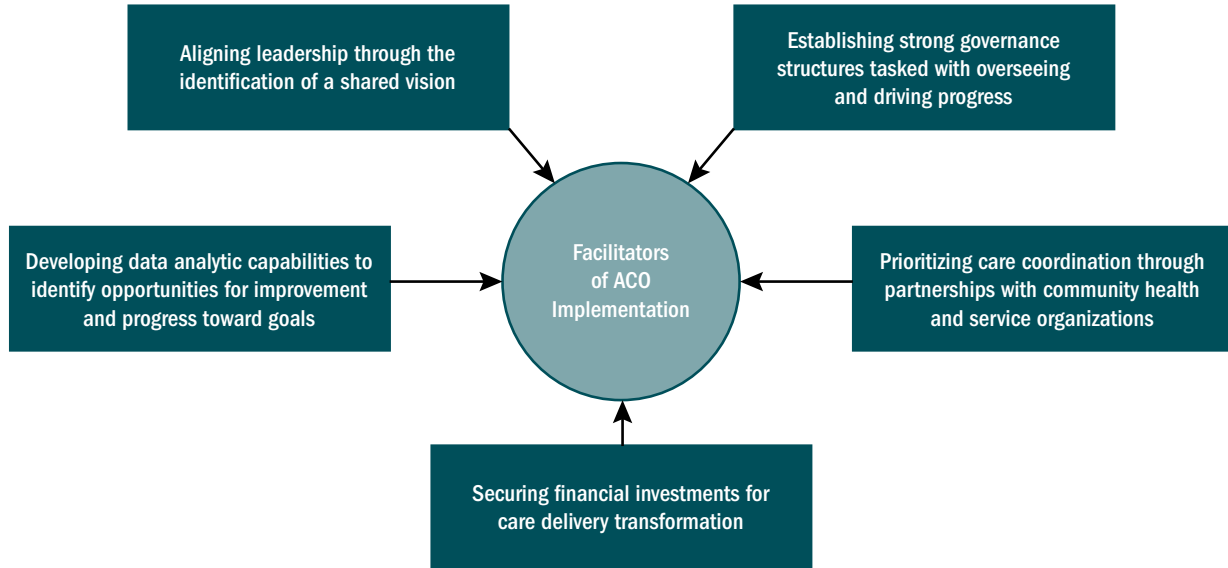 Aligning leadership through the
identification of a shared vision
Establishing strong governance
structures tasked with overseeing
and driving progress
Developing data analytic capabilities to
identify opportunities for improvement
and progress toward goals
Facilitators
of ACO
Implementation
Prioritizing care coordination through
partnerships with community health
and service organizations
Securing financial investments for
care delivery transformation